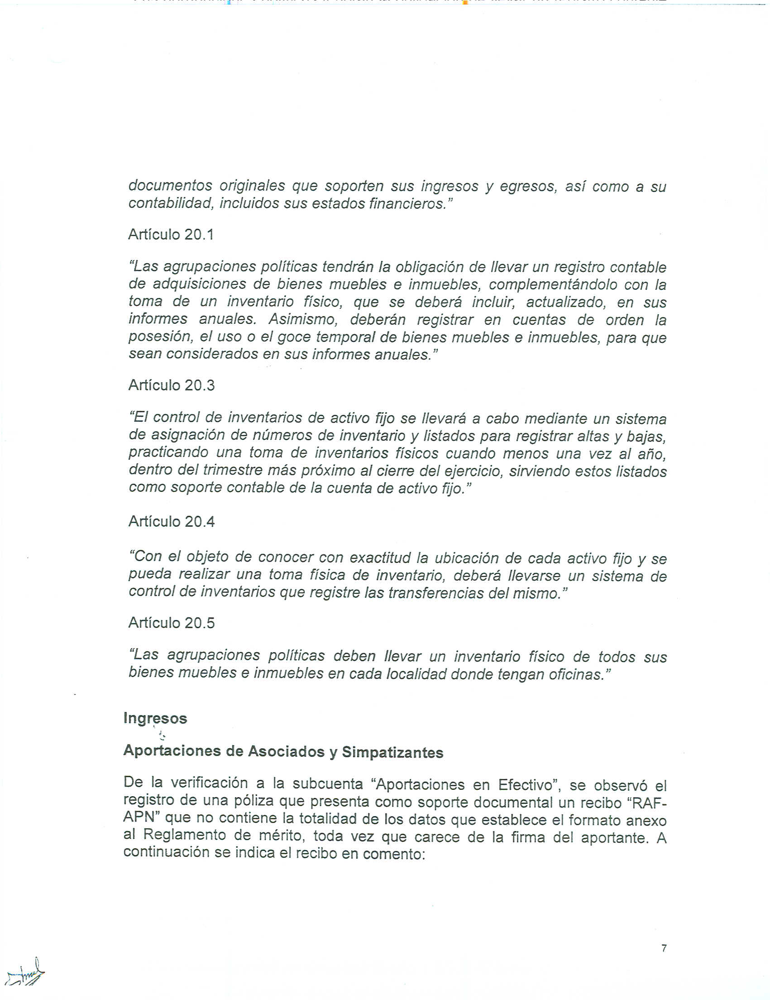 documentos originales que soporten sus ingresos y egresos, así como a su
contabilidad, incluidos sus estados financieros.”
Artículo 20.1
“Las agrupaciones políticas tendrán la obligación de llevar un registro contable
de adquisiciones de bienes muebles e inmuebles, complementándolo con la
toma de un inventario físico, que se deberá incluir, actualizado, en sus
informes anuales. Asimismo, deberán registrar en cuentas de orden la
posesión, el uso o el goce temporal de bienes muebles e inmuebles, para que
sean considerados en sus informes anuales.”
Artículo 20.3
“El control de inventarios de activo fijo se llevará a cabo mediante un sistema
de asignación de números de inventario y listados para registrar altas y bajas,
practicando una toma de inventarios físicos cuando menos una vez al año,
dentro del trimestre más próximo al cierre del ejercicio, sirviendo estos listados
como soporte contable de la cuenta de activo fijo.”
Artículo 20.4
“Con el objeto de conocer con exactitud la ubicación de cada activo fijo y se
pueda realizar una toma física de inventario, deberá llevarse un sistema de
control de inventarios que registre las transferencias del mismo.”
Artículo 20.5
“Las agrupaciones políticas deben llevar un inventario físico de todos sus
bienes muebles e inmuebles en cada localidad donde tengan oficinas.”
Ingresos
Aportaciones de Asociados y Simpatizantes
De la verificación a la subcuenta “Aportaciones en Efectivo”, se observó el
registro de una póliza que presenta como soporte documental un recibo “RAF-
APN” que no contiene la totalidad de los datos que establece el formato anexo
al Reglamento de mérito, toda vez que carece de la firma del aportante. A
continuación se indica el recibo en comento:
7